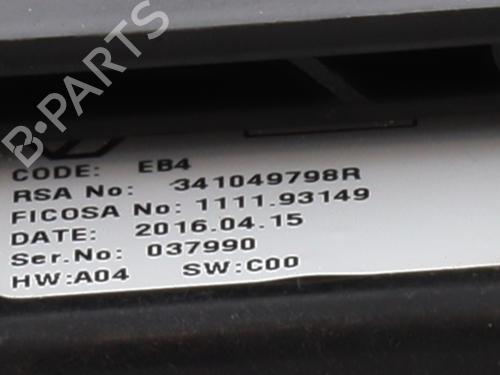 B-PARTS
CODE: EB4
RSA No: 341049798R
FICOSA No: 1111.93149
DATE: 2016.04.15
Ser.No: 037990
HW:A04 SW:C00